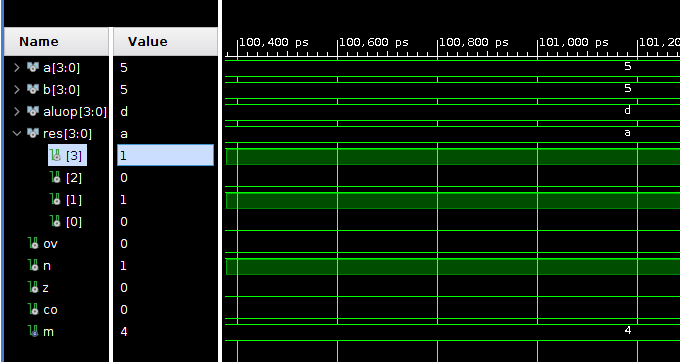 Name Value
100,400 ps 100,600 ps 100,800 ps 101,000 ps 101,20
a[3:0] 5 5
b[3:0] 5 5
aluop[3:0] d d
res[3:0] a a
[3] 1
[2] 0
[1] 1
[0] 0
ov 0
n 1
z 0
co 0
m 4 4